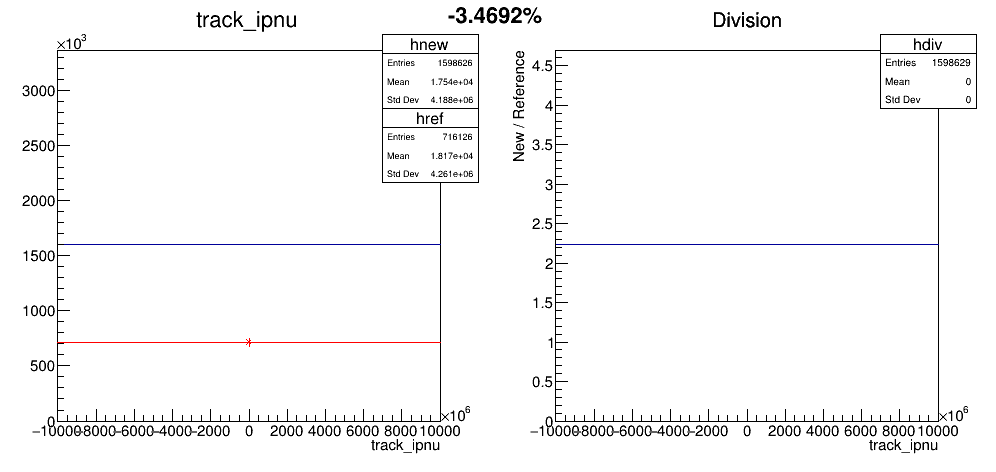 -3.4692%
track_ipnu
×10³
hnew
Entries 1598626
Mean 1.754e+04
Std Dev 4.188e+06
href
Entries 716126
Mean 1.817e+04
Std Dev 4.261e+06
3000
2500
2000
1500
1000
500
0
−10000 −8000 −6000 −4000 −2000 0 2000 4000 6000 8000 10000
×10⁶
track_ipnu
Division
hdiv
Entries 1598629
Mean 0
Std Dev 0
New / Reference
4.5
4
3.5
3
2.5
2
1.5
1
0.5
0
−10000 −8000 −6000 −4000 −2000 0 2000 4000 6000 8000 10000
×10⁶
track_ipnu